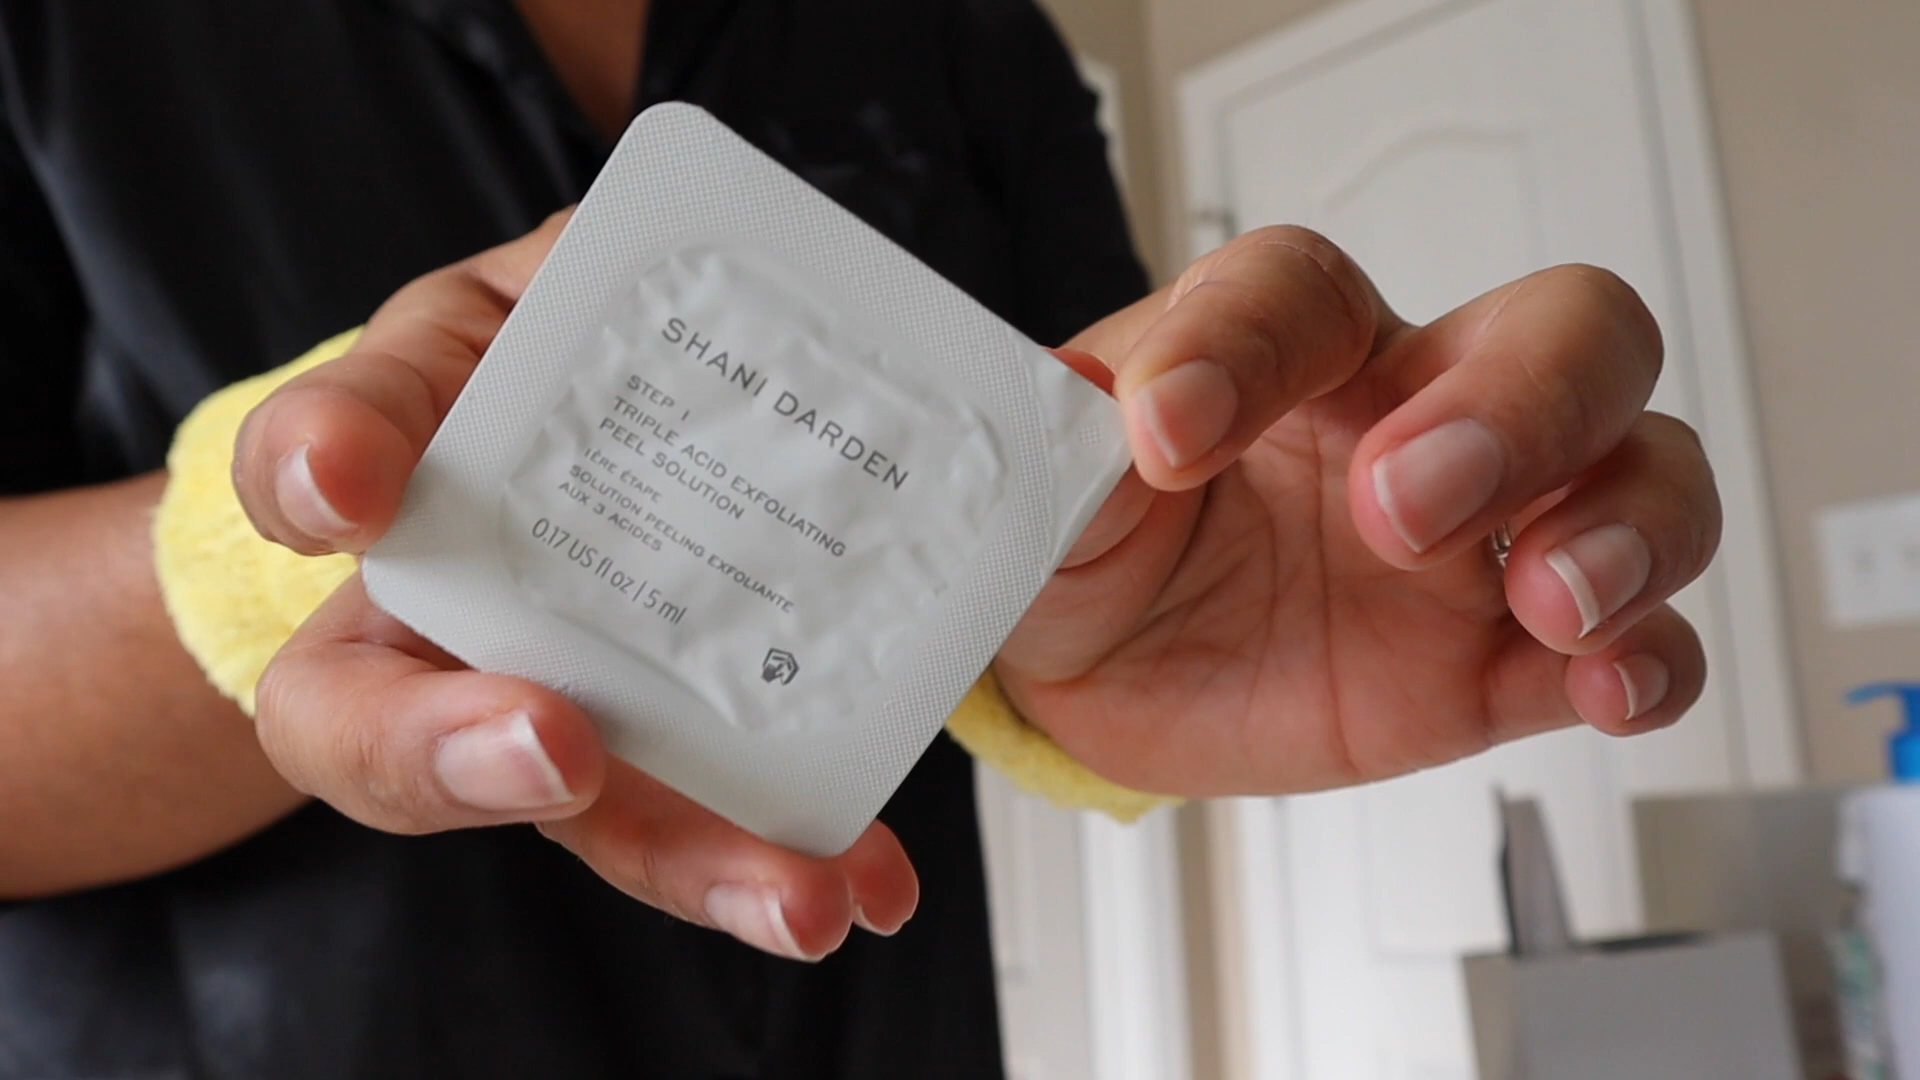 SHANI DARDEN
STEP 1
TRIPLE ACID EXFOLIATING
PEEL SOLUTION
1ÈRE ÉTAPE
SOLUTION PEELING EXFOLIANTE
AUX 3 ACIDES
0.17 US fl oz | 5 ml